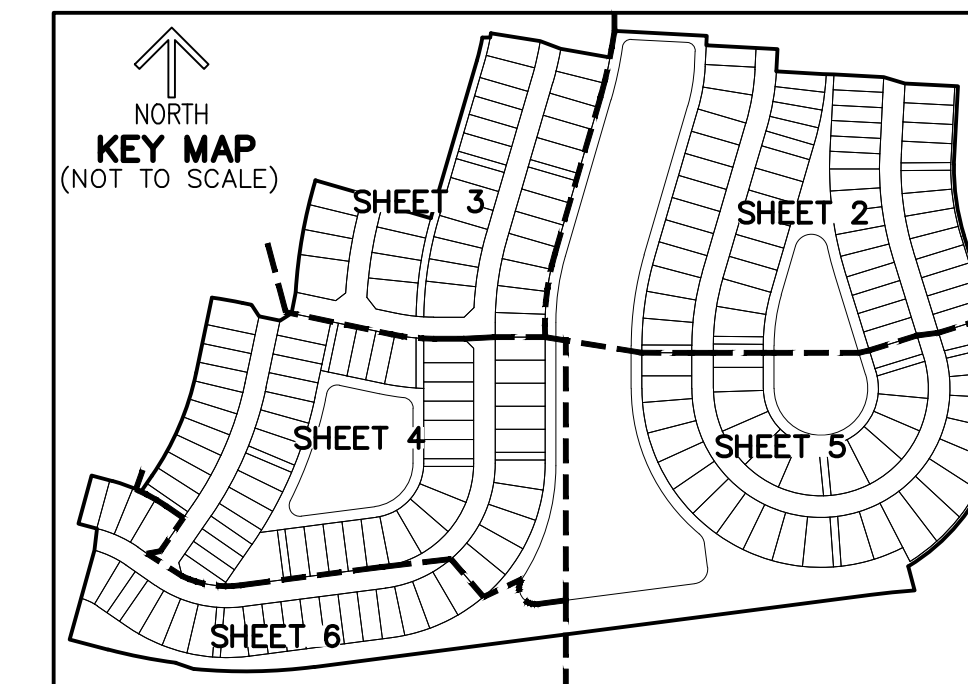 NORTH
KEY MAP
(NOT TO SCALE)
SHEET 3
SHEET 2
SHEET 4
SHEET 5
SHEET 6